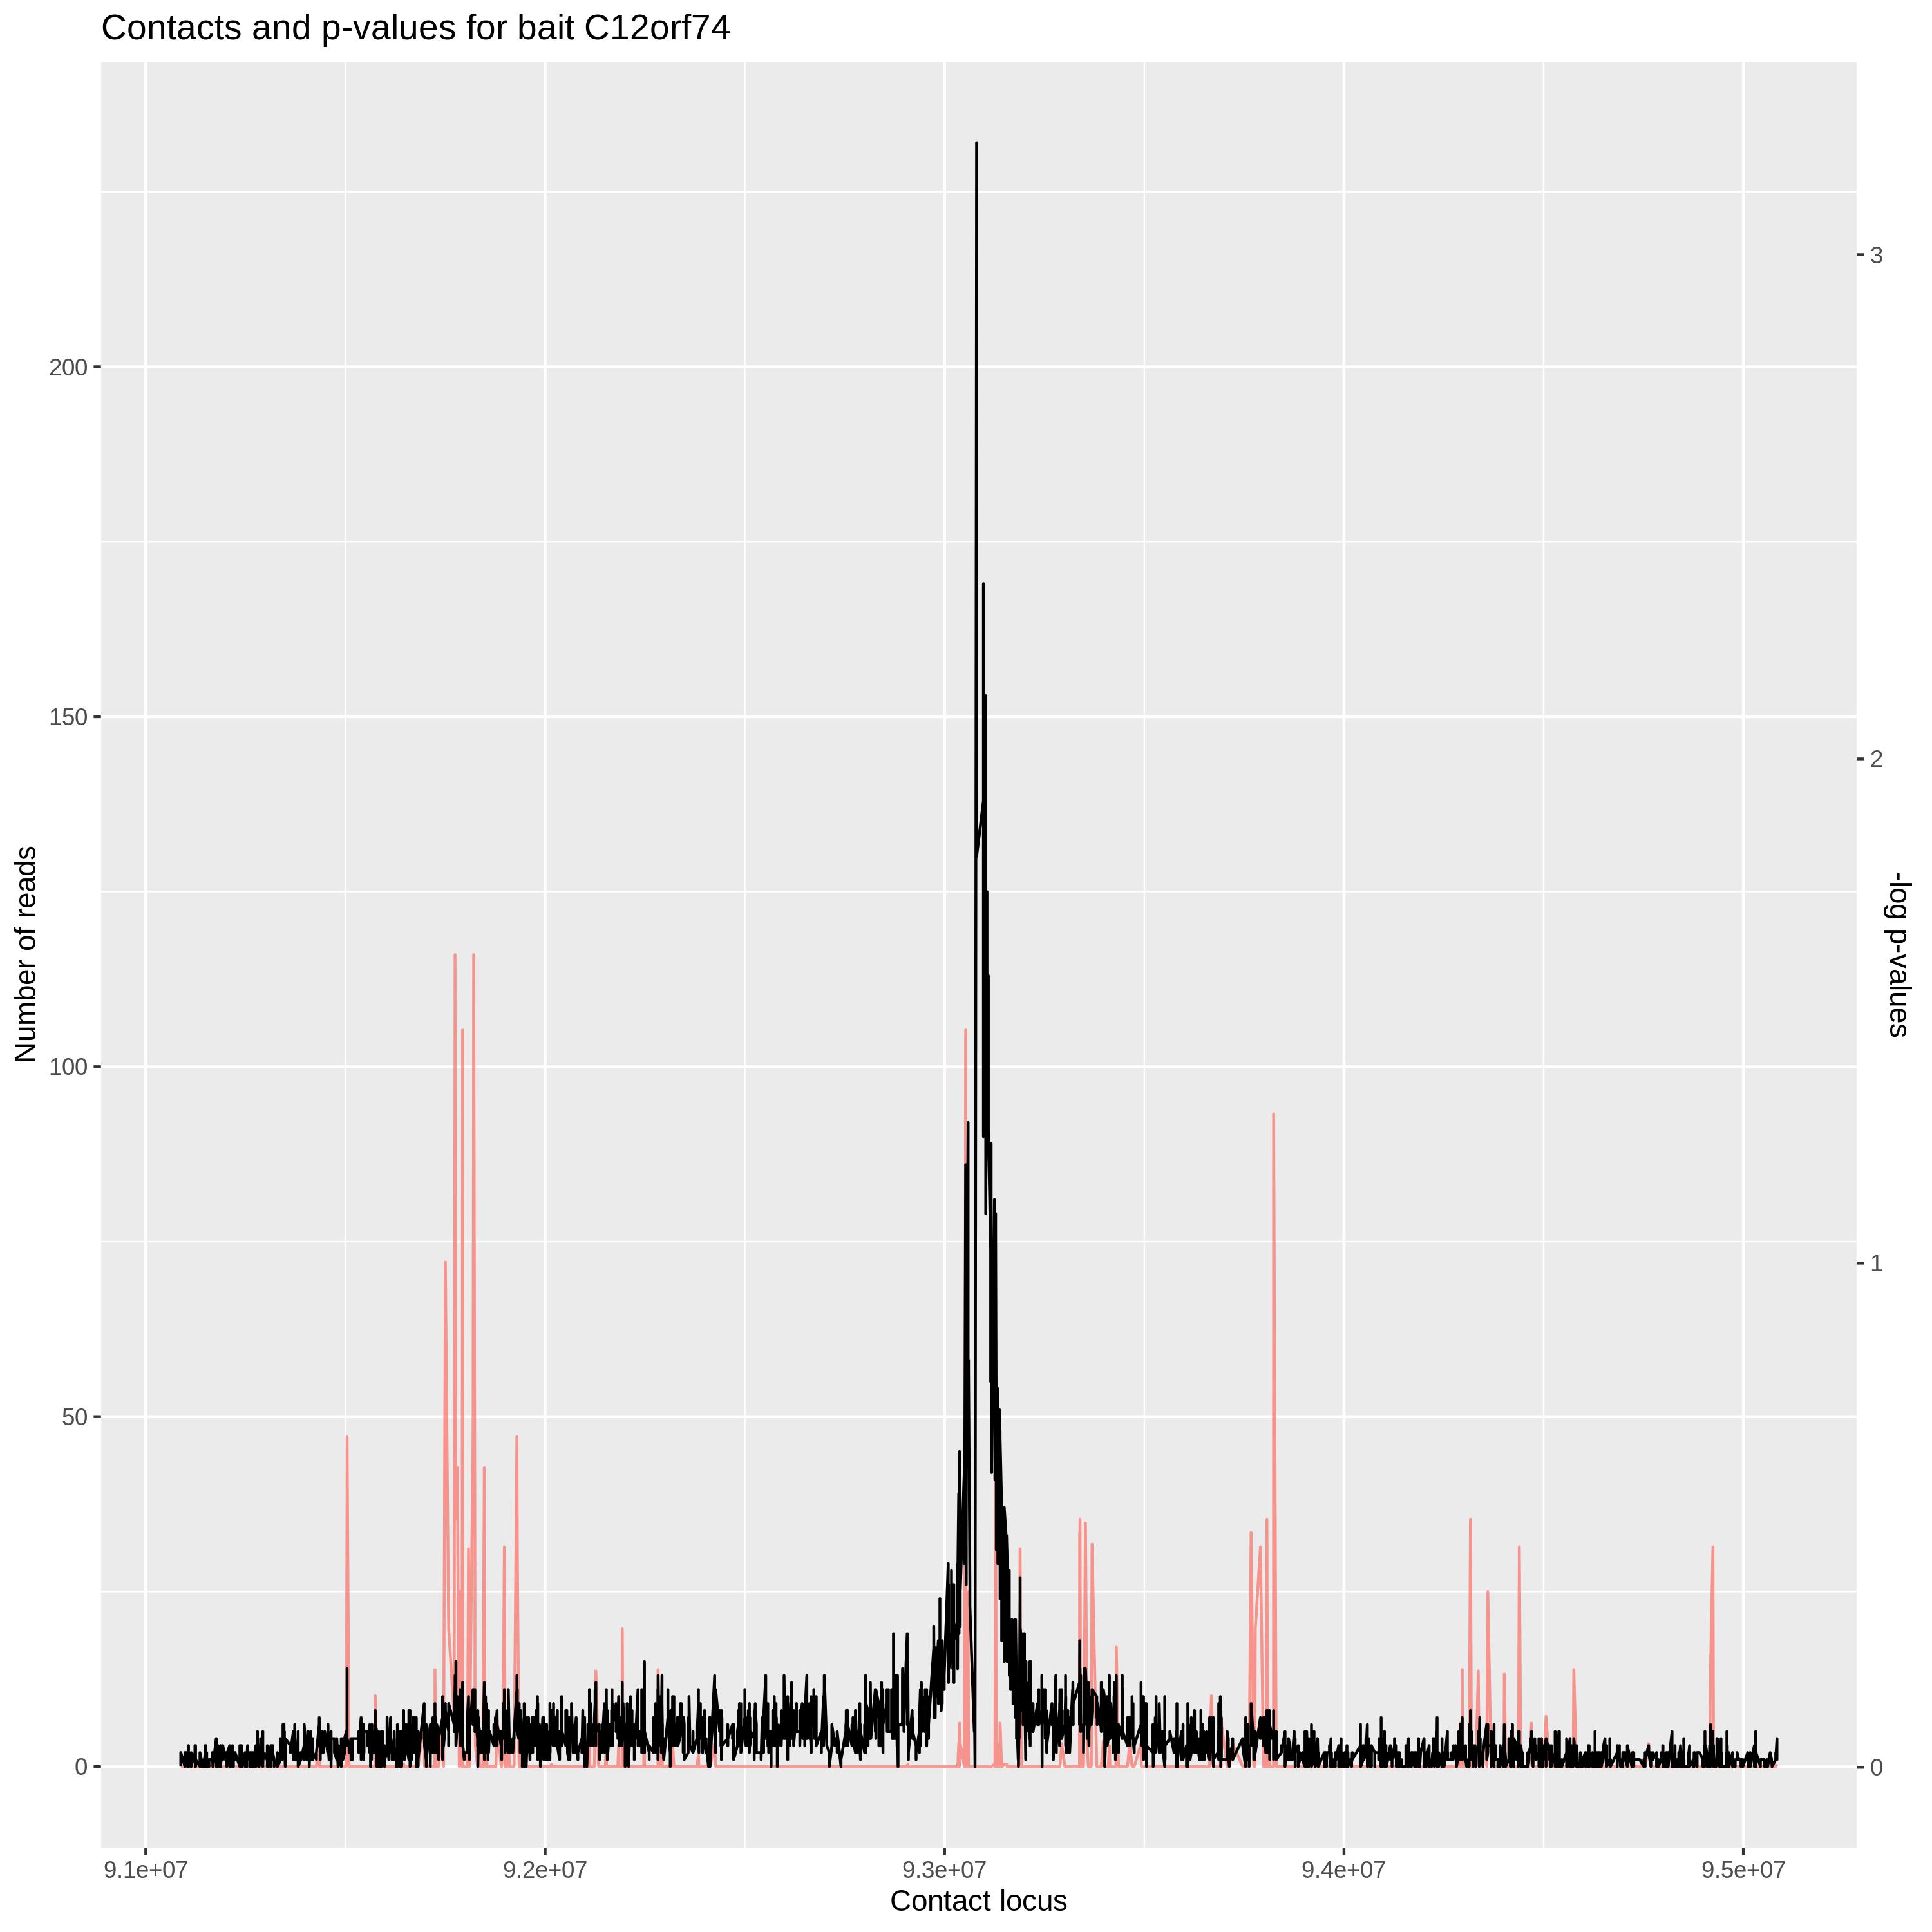 Contacts and p-values for bait C12orf74
200
150
100
50
0
3
2
1
0
Number of reads
-log p-values
9.1e+07 9.2e+07 9.3e+07 9.4e+07 9.5e+07
Contact locus